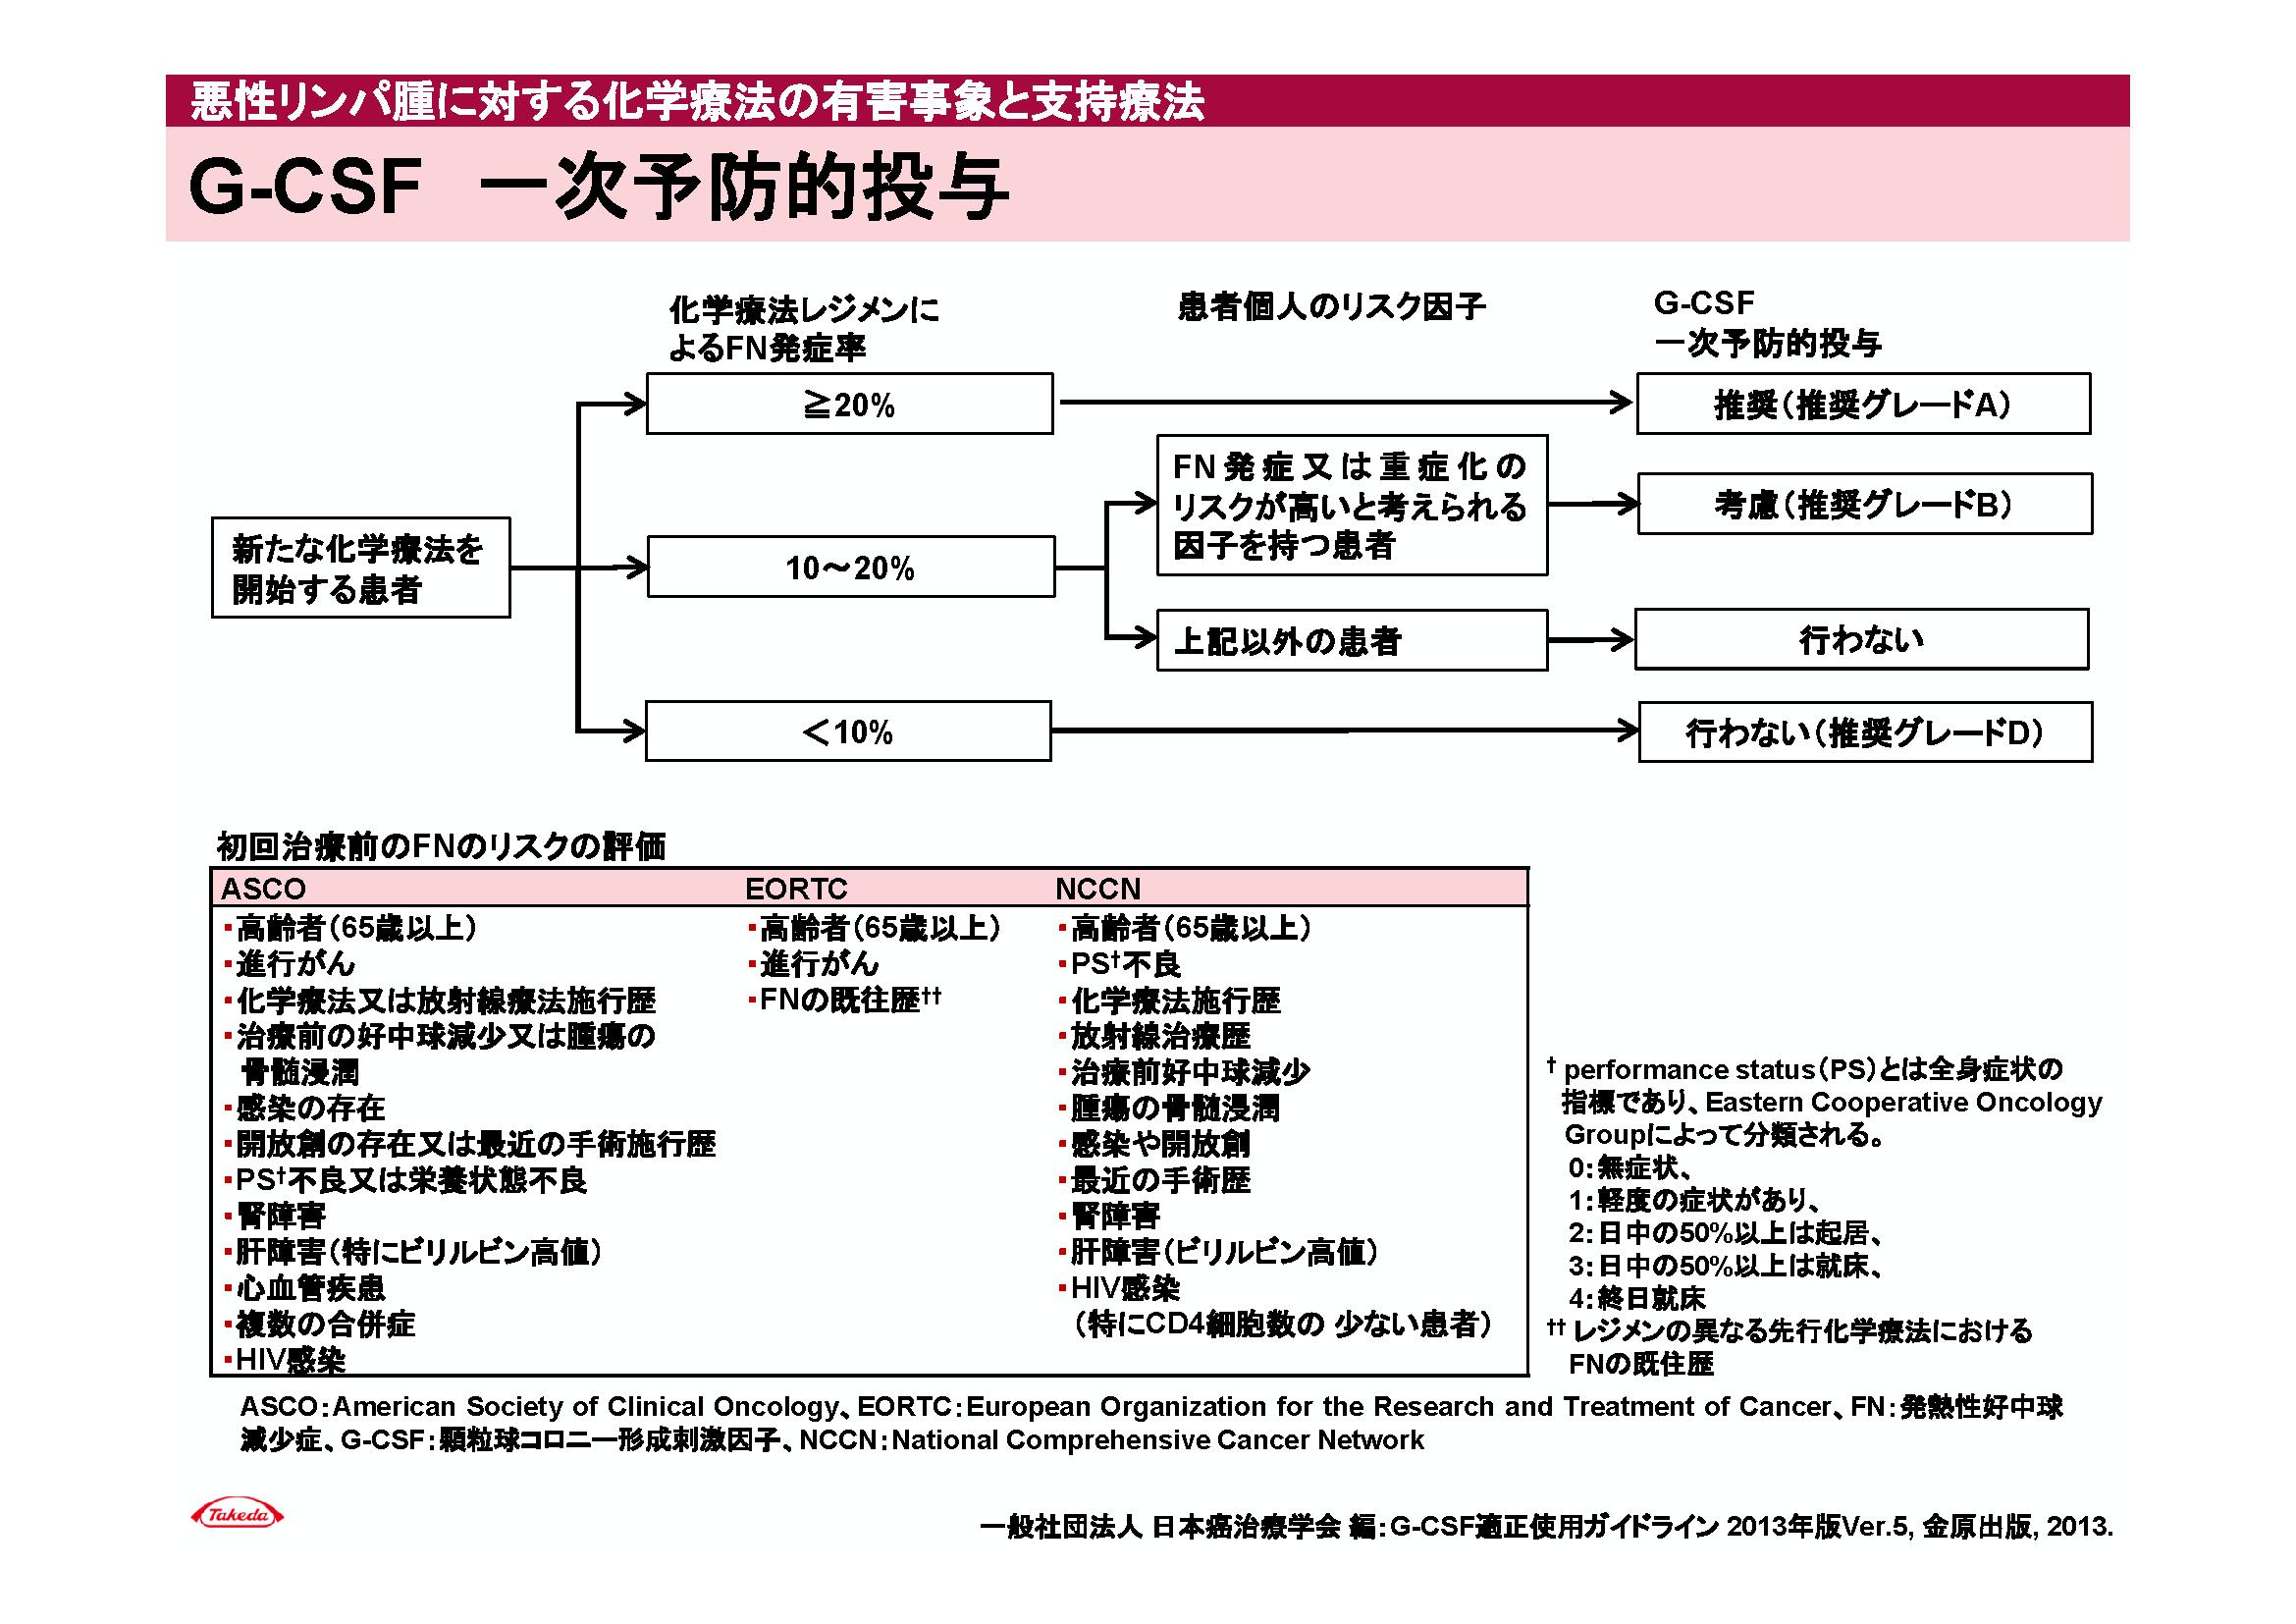 悪性リンパ腫に対する化学療法の有害事象と支持療法
G-CSF 一次予防的投与
化学療法レジメンに
よるFN発症率
患者個人のリスク因子
G-CSF
一次予防的投与
≧20%
推奨（推奨グレードA）
FN発症又は重症化の
リスクが高いと考えられる
因子を持つ患者
考慮（推奨グレードB）
新たな化学療法を
開始する患者
10～20%
上記以外の患者
行わない
＜10%
行わない（推奨グレードD）
初回治療前のFNのリスクの評価
ASCO
・高齢者（65歳以上）
・進行がん
・化学療法又は放射線療法施行歴
・治療前の好中球減少又は腫瘍の
骨髄浸潤
・感染の存在
・開放創の存在又は最近の手術施行歴
・PS†不良又は栄養状態不良
・腎障害
・肝障害（特にビリルビン高値）
・心血管疾患
・複数の合併症
・HIV感染
EORTC
・高齢者（65歳以上）
・進行がん
・FNの既往歴††
NCCN
・高齢者（65歳以上）
・PS†不良
・化学療法施行歴
・放射線治療歴
・治療前好中球減少
・腫瘍の骨髄浸潤
・感染や開放創
・最近の手術歴
・腎障害
・肝障害（ビリルビン高値）
・HIV感染
（特にCD4細胞数の 少ない患者）
† performance status（PS）とは全身症状の
指標であり、Eastern Cooperative Oncology
Groupによって分類される。
0：無症状、
1：軽度の症状があり、
2：日中の50%以上は起居、
3：日中の50%以上は就床、
4：終日就床
†† レジメンの異なる先行化学療法における
FNの既往歴
ASCO：American Society of Clinical Oncology、EORTC：European Organization for the Research and Treatment of Cancer、FN：発熱性好中球
減少症、G-CSF：顆粒球コロニー形成刺激因子、NCCN：National Comprehensive Cancer Network
Takeda
一般社団法人 日本癌治療学会 編：G-CSF適正使用ガイドライン 2013年版Ver.5, 金原出版, 2013.